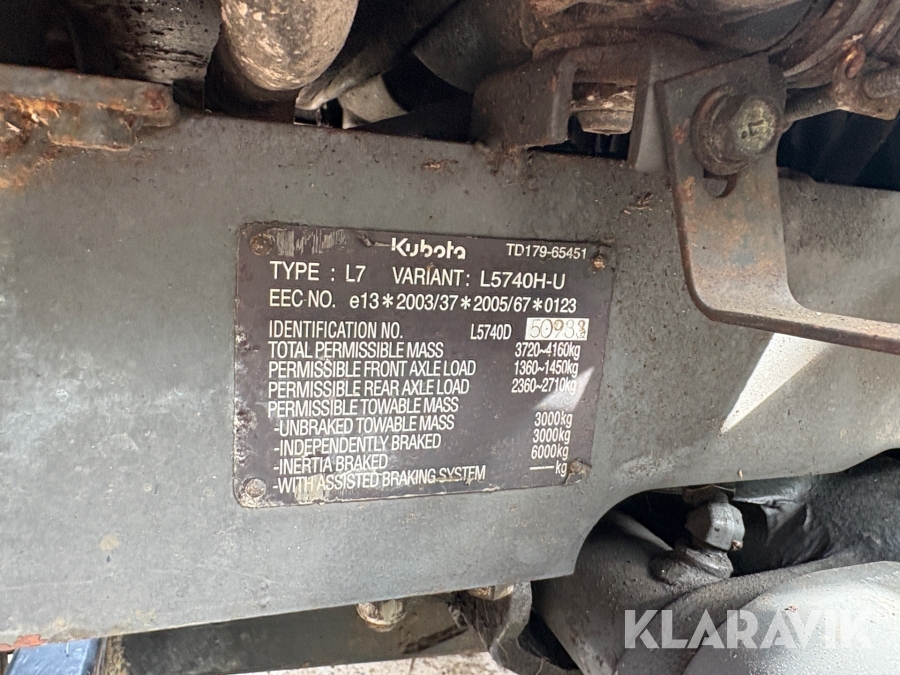 Kubota TD179-65451
TYPE : L7 VARIANT: L5740H-U
EEC NO. e13*2003/37*2005/67*0123
IDENTIFICATION NO. L5740D 50933
TOTAL PERMISSIBLE MASS 3720~4160kg
PERMISSIBLE FRONT AXLE LOAD 1360~1450kg
PERMISSIBLE REAR AXLE LOAD 2360~2710kg
PERMISSIBLE TOWABLE MASS
-UNBRAKED TOWABLE MASS 3000kg
-INDEPENDENTLY BRAKED 3000kg
-INERTIA BRAKED 6000kg
-WITH ASSISTED BRAKING SYSTEM —kg
KLARAVIK